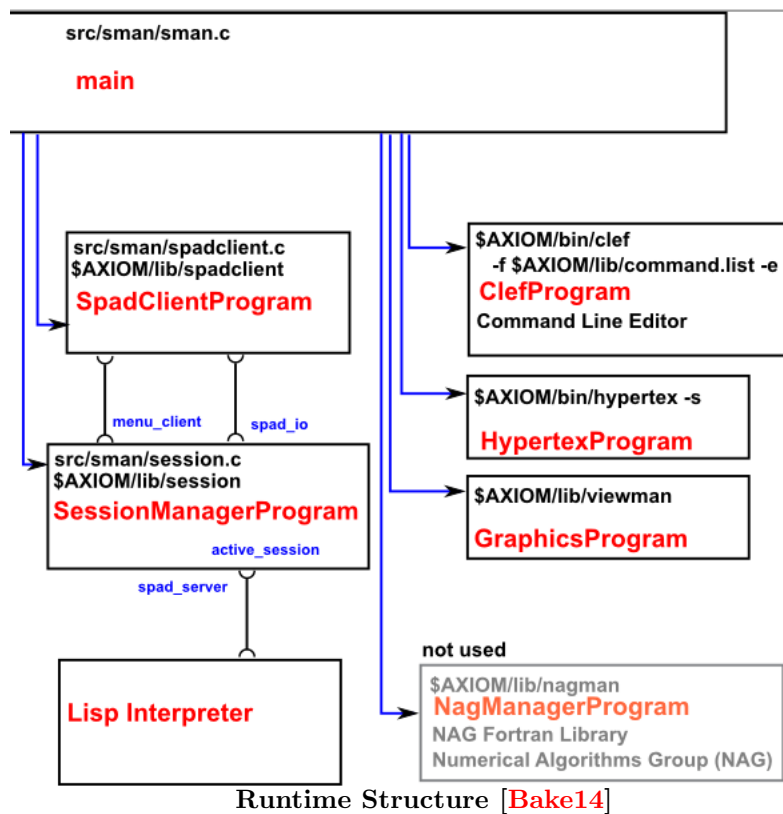 src/sman/sman.c
main
src/sman/spadclient.c
$AXIOM/lib/spadclient
SpadClientProgram
menu_client
spad_io
src/sman/session.c
$AXIOM/lib/session
SessionManagerProgram
active_session
spad_server
Lisp Interpreter
$AXIOM/bin/clef
-f $AXIOM/lib/command.list -e
ClefProgram
Command Line Editor
$AXIOM/bin/hypertex -s
HypertexProgram
$AXIOM/lib/viewman
GraphicsProgram
not used
$AXIOM/lib/nagman
NagManagerProgram
NAG Fortran Library
Numerical Algorithms Group (NAG)
Runtime Structure [Bake14]